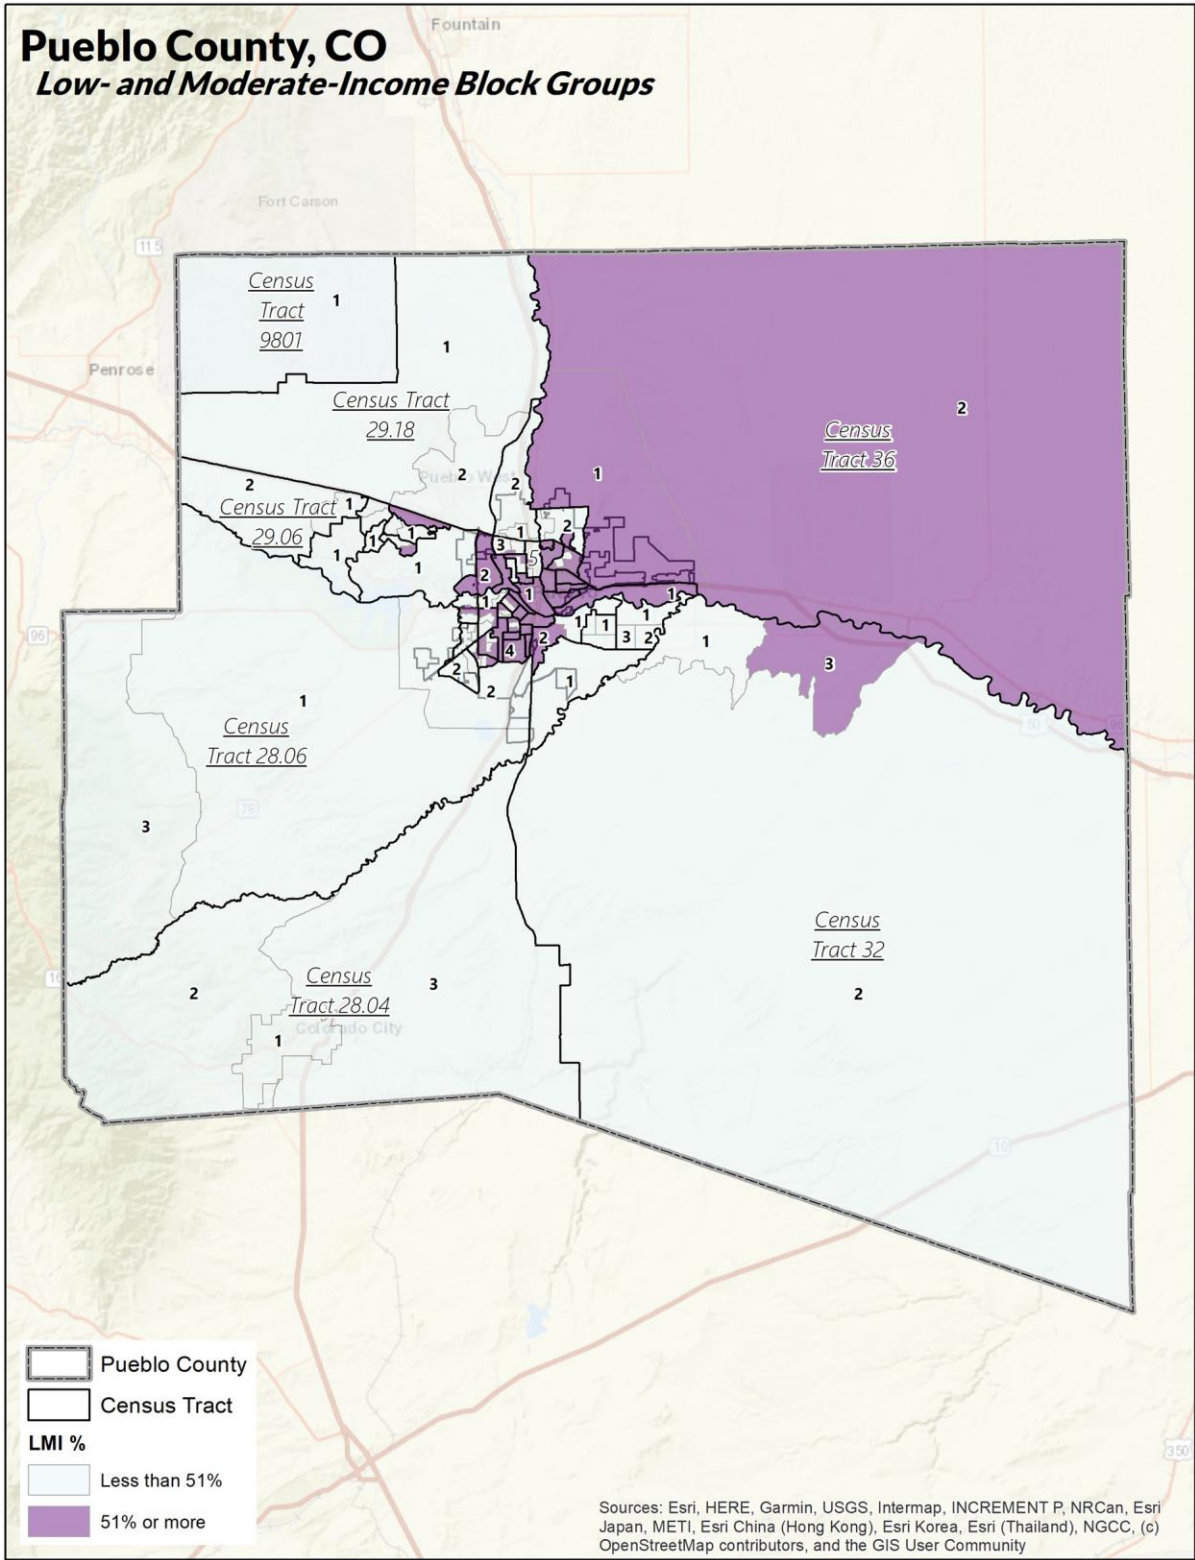 Pueblo County, CO
Low- and Moderate-Income Block Groups
Fountain
Fort Carson
115
Census
Tract
9801
1
1
Penrose
Census Tract
29.18
2
Census
Tract 36
2
Pueblo West
2
1
2
Census Tract
29.06
1
1
1
1
1
3
1
2
5
2
1
1
1
1
1
1
3
2
1
2
4
2
2
1
3
96
1
Census
Tract 28.06
78
3
50
96
Census
Tract 32
2
10
2
Census
Tract 28.04
3
Colorado City
1
10
350
Pueblo County
Census Tract
LMI %
Less than 51%
51% or more
Sources: Esri, HERE, Garmin, USGS, Intermap, INCREMENT P, NRCan, Esri
Japan, METI, Esri China (Hong Kong), Esri Korea, Esri (Thailand), NGCC, (c)
OpenStreetMap contributors, and the GIS User Community